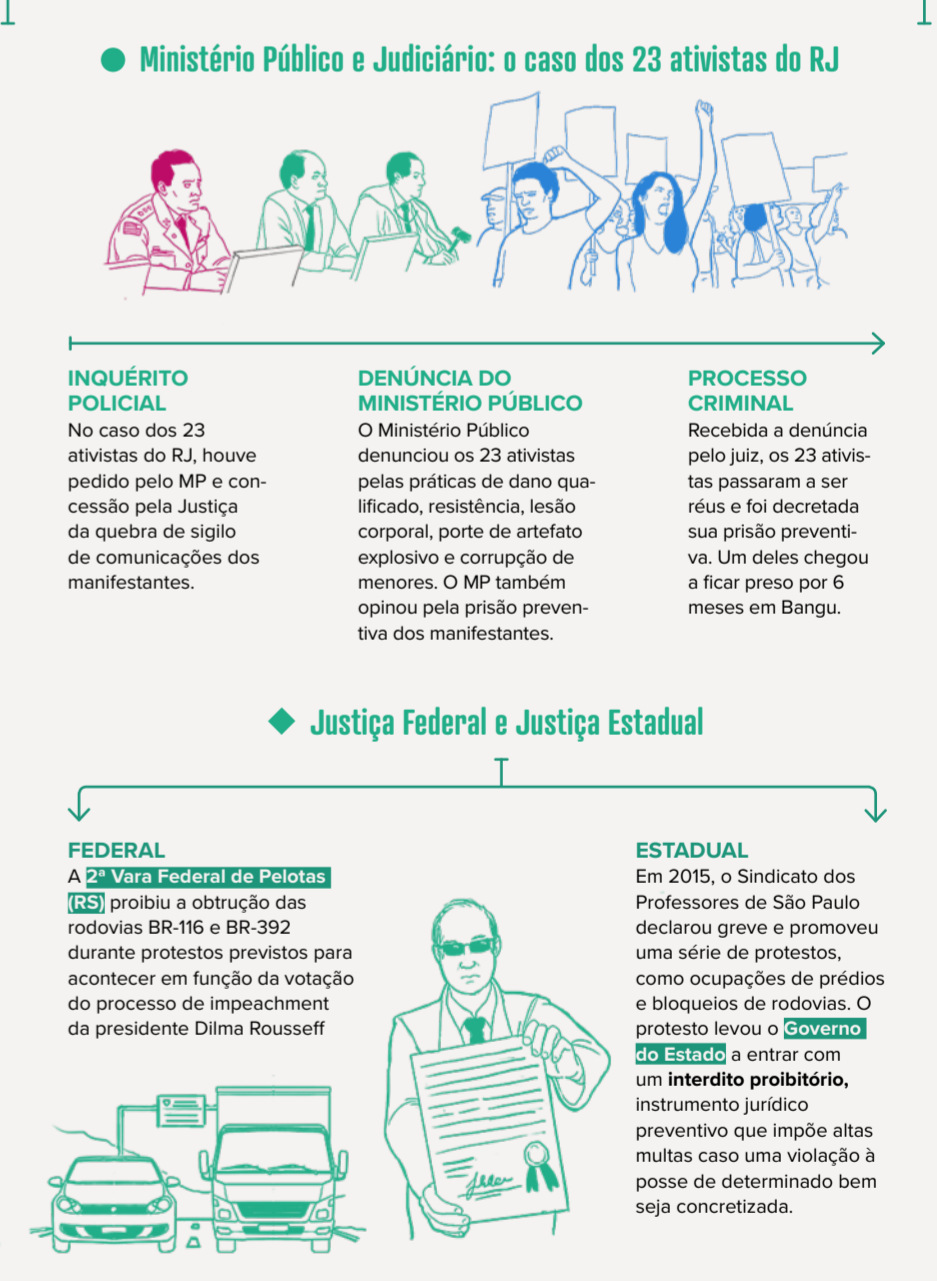 Ministério Público e Judiciário: o caso dos 23 ativistas do RJ
INQUÉRITO
POLICIAL
No caso dos 23
ativistas do RJ, houve
pedido pelo MP e con-
cessão pela Justiça
da quebra de sigilo
de comunicações dos
manifestantes.
DENÚNCIA DO
MINISTÉRIO PÚBLICO
O Ministério Público
denunciou os 23 ativistas
pelas práticas de dano qua-
lificado, resistência, lesão
corporal, porte de artefato
explosivo e corrupção de
menores. O MP também
opinou pela prisão preven-
tiva dos manifestantes.
PROCESSO
CRIMINAL
Recebida a denúncia
pelo juiz, os 23 ativis-
tas passaram a ser
réus e foi decretada
sua prisão preventi-
va. Um deles chegou
a ficar preso por 6
meses em Bangu.
Justiça Federal e Justiça Estadual
FEDERAL
A 2ª Vara Federal de Pelotas
(RS) proibiu a obtrução das
rodovias BR-116 e BR-392
durante protestos previstos para
acontecer em função da votação
do processo de impeachment
da presidente Dilma Rousseff
ESTADUAL
Em 2015, o Sindicato dos
Professores de São Paulo
declarou greve e promoveu
uma série de protestos,
como ocupações de prédios
e bloqueios de rodovias. O
protesto levou o Governo
do Estado a entrar com
um interdito proibitório,
instrumento jurídico
preventivo que impõe altas
multas caso uma violação à
posse de determinado bem
seja concretizada.